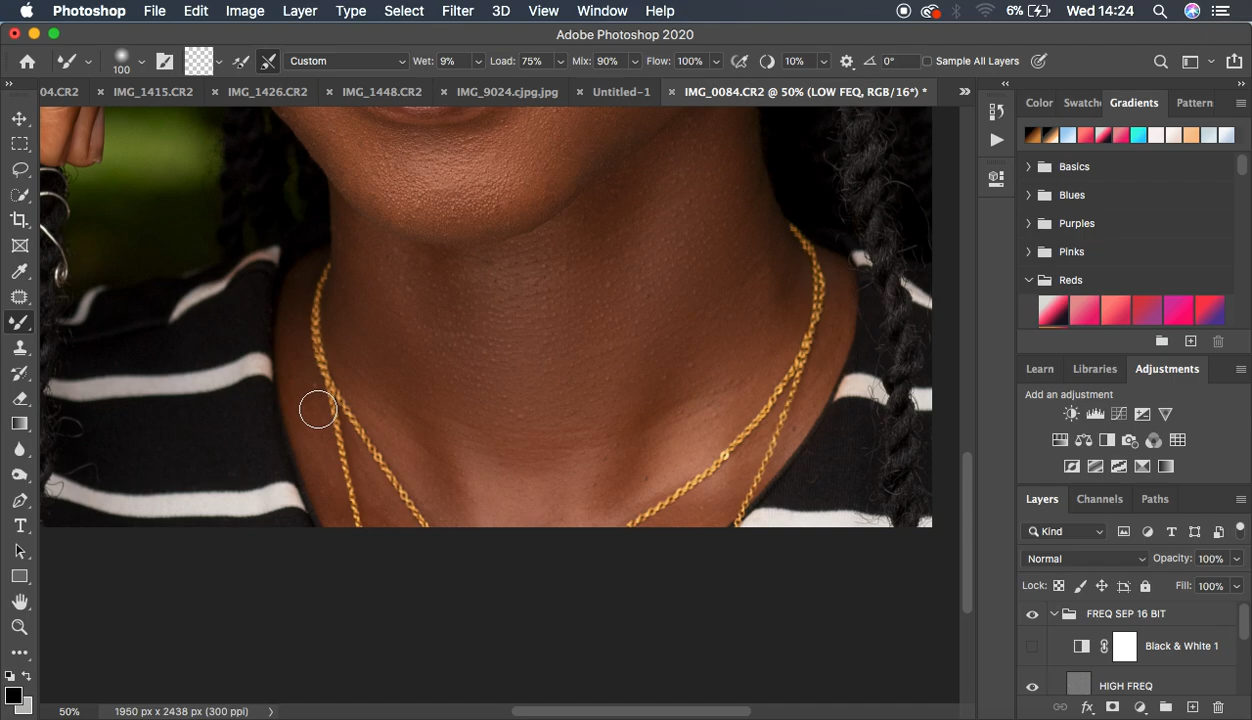 Photoshop File Edit Image Layer Type Select Filter 3D View Window Help 6% Wed 14:24
Adobe Photoshop 2020
100 Custom Wet: 9% Load: 75% Mix: 90% Flow: 100% 10% 0° Sample All Layers
04.CR2 × IMG_1415.CR2 × IMG_1426.CR2 × IMG_1448.CR2 × IMG_9024.cjpg.jpg × Untitled-1 × IMG_0084.CR2 @ 50% (LOW FEQ, RGB/16*) *
Color Swatche Gradients Pattern
Basics
Blues
Purples
Pinks
Reds
Learn Libraries Adjustments
Add an adjustment
Layers Channels Paths
Kind
Normal Opacity: 100%
Lock: Fill: 100%
FREQ SEP 16 BIT
Black & White 1
HIGH FREQ
50% 1950 px x 2438 px (300 ppi)